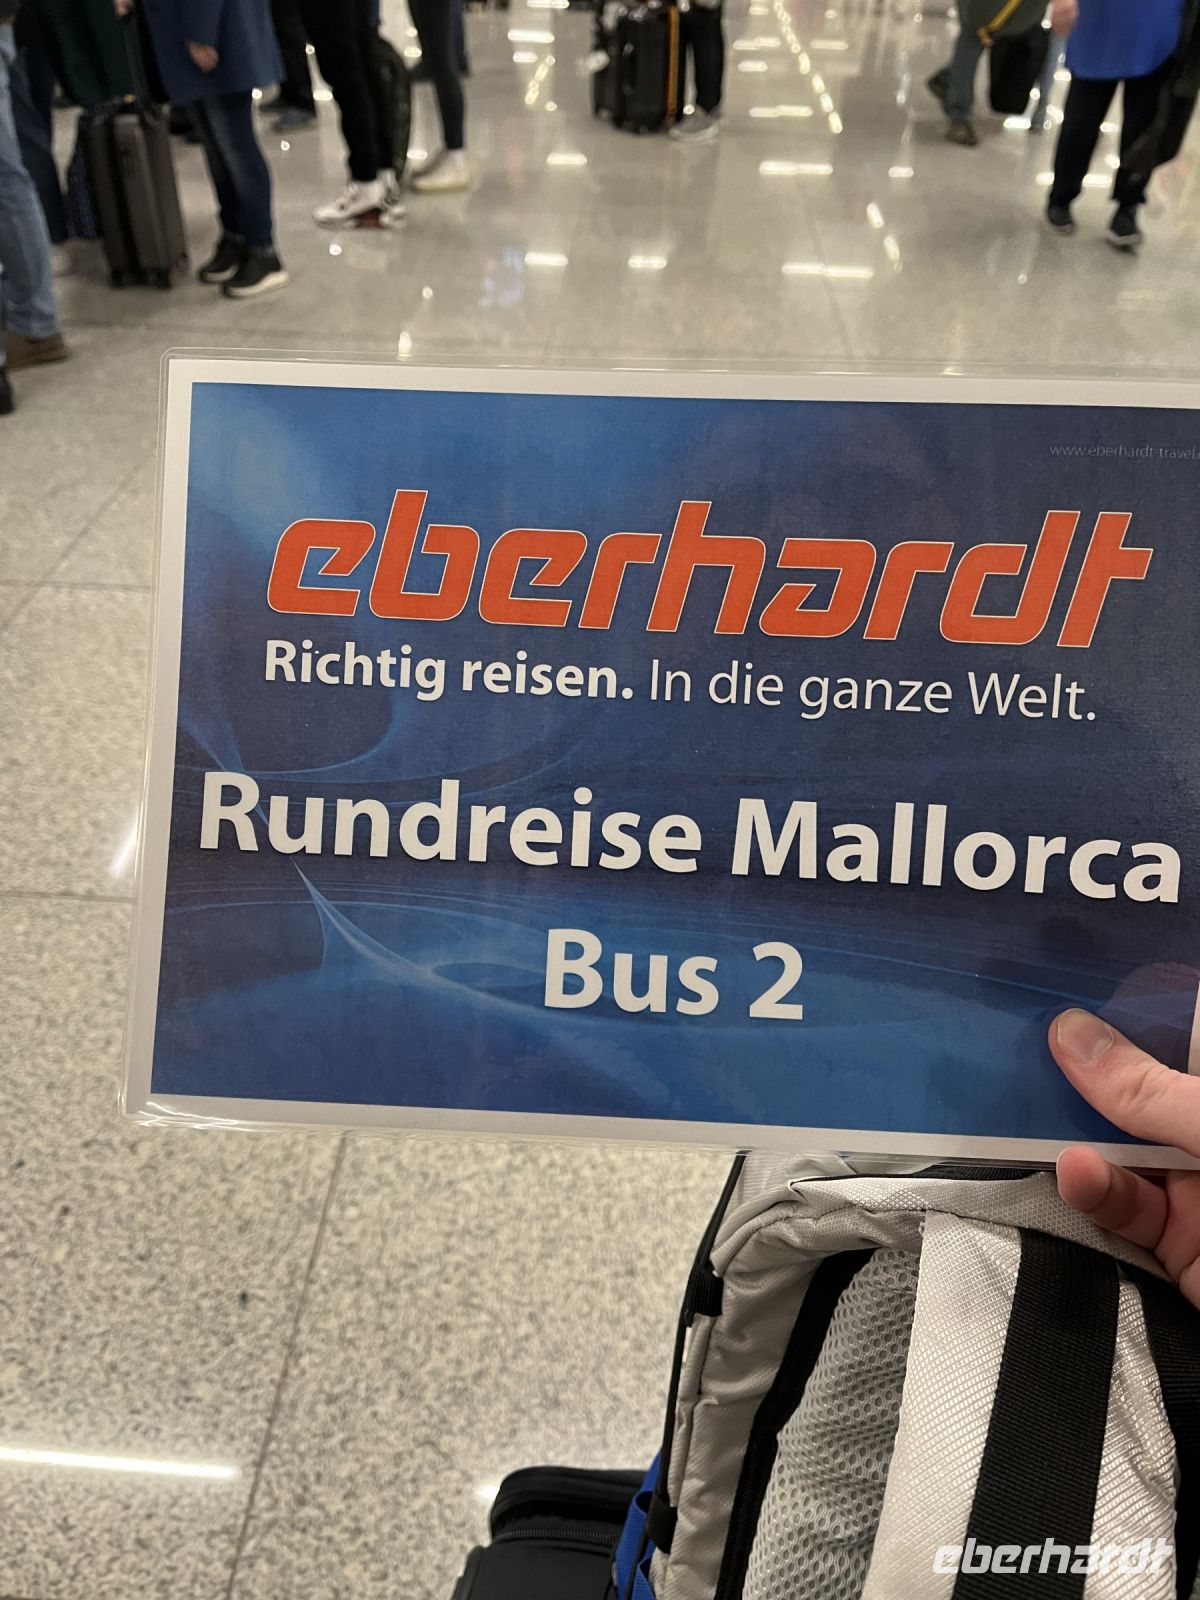 www.eberhardt-travel.
eberhardt
Richtig reisen. In die ganze Welt.
Rundreise Mallorca
Bus 2
eberhardt